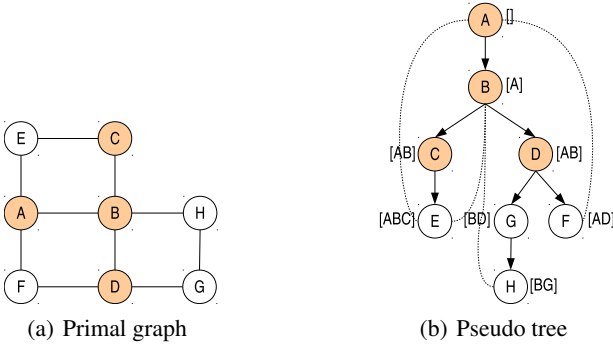 A []
B [A]
E C
[AB] C D [AB]
A B H
[ABC] E [BD] G F [AD]
F D G
H [BG]
(a) Primal graph
(b) Pseudo tree